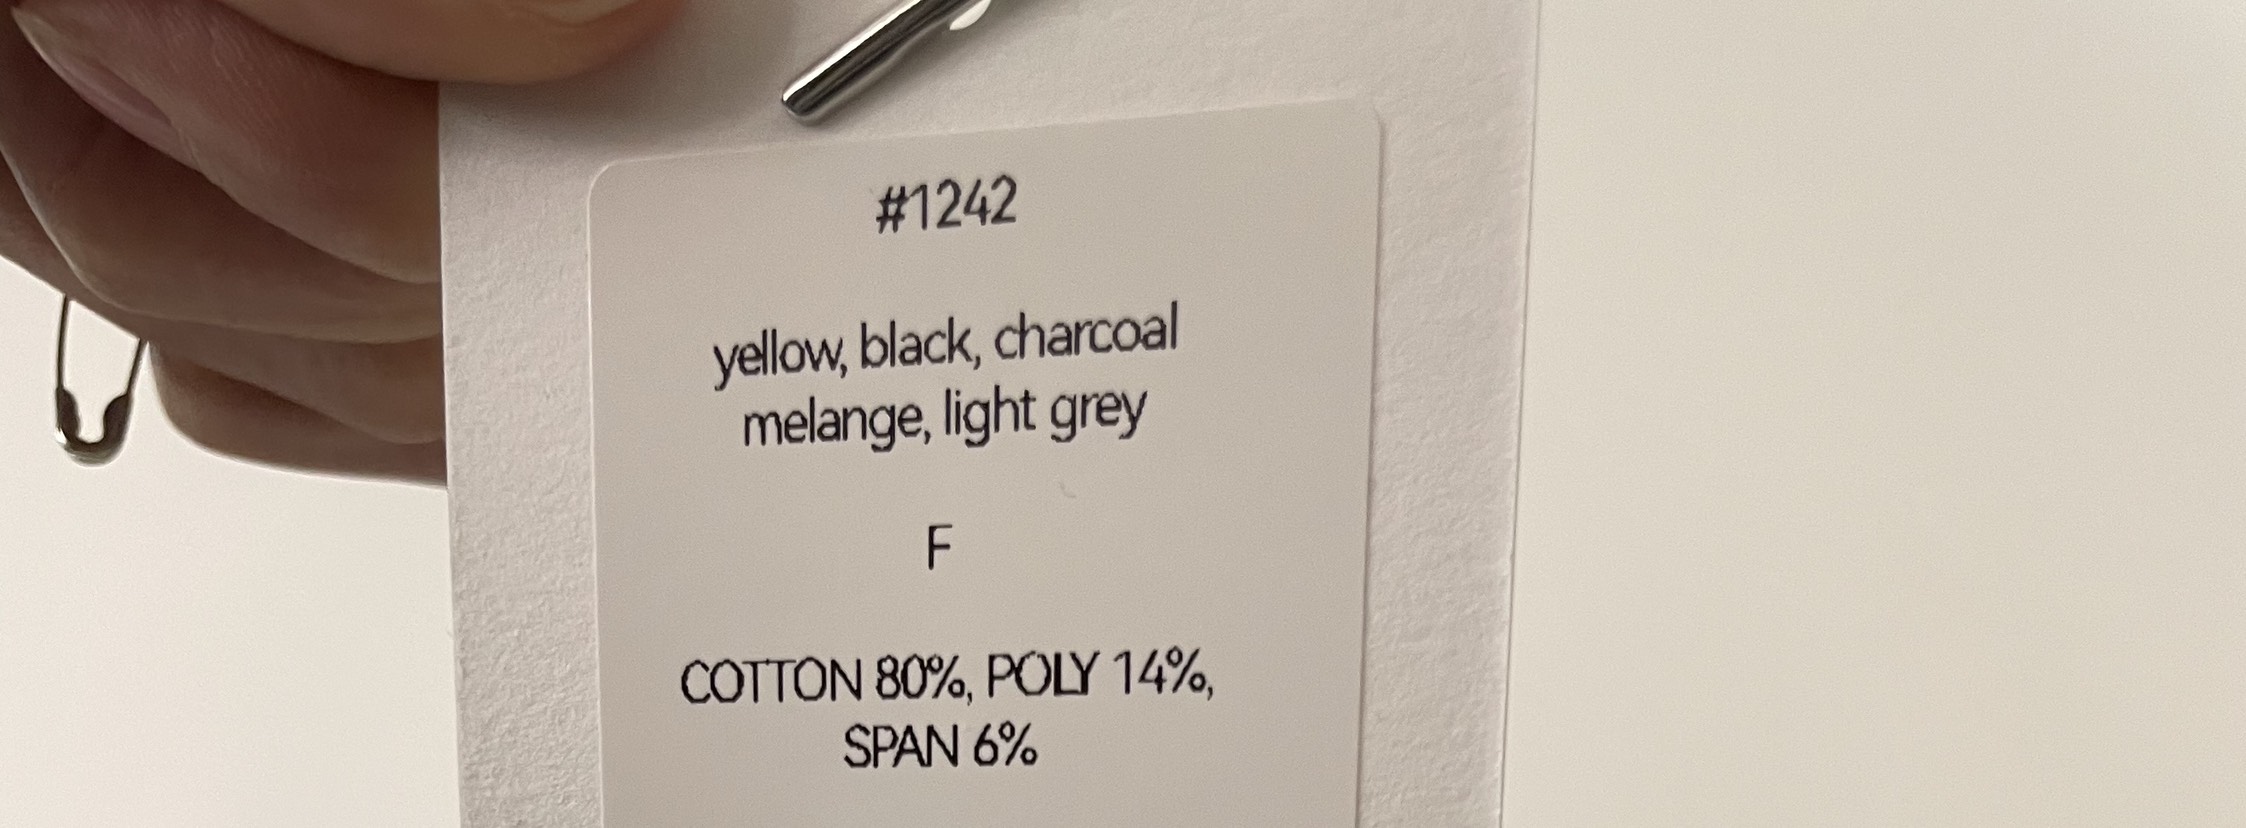 #1242
yellow, black, charcoal
melange, light grey
F
COTTON 80%, POLY 14%,
SPAN 6%